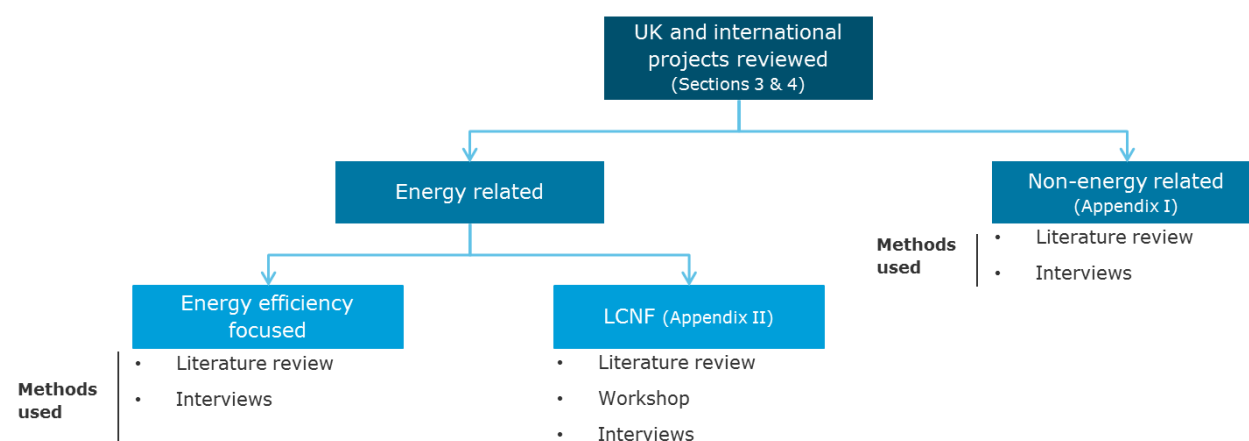 UK and international
projects reviewed
(Sections 3 & 4)
Energy related
Non-energy related
(Appendix I)
Methods
used
• Literature review
• Interviews
Energy efficiency
focused
LCNF (Appendix II)
Methods
used
• Literature review
• Interviews
• Literature review
• Workshop
• Interviews